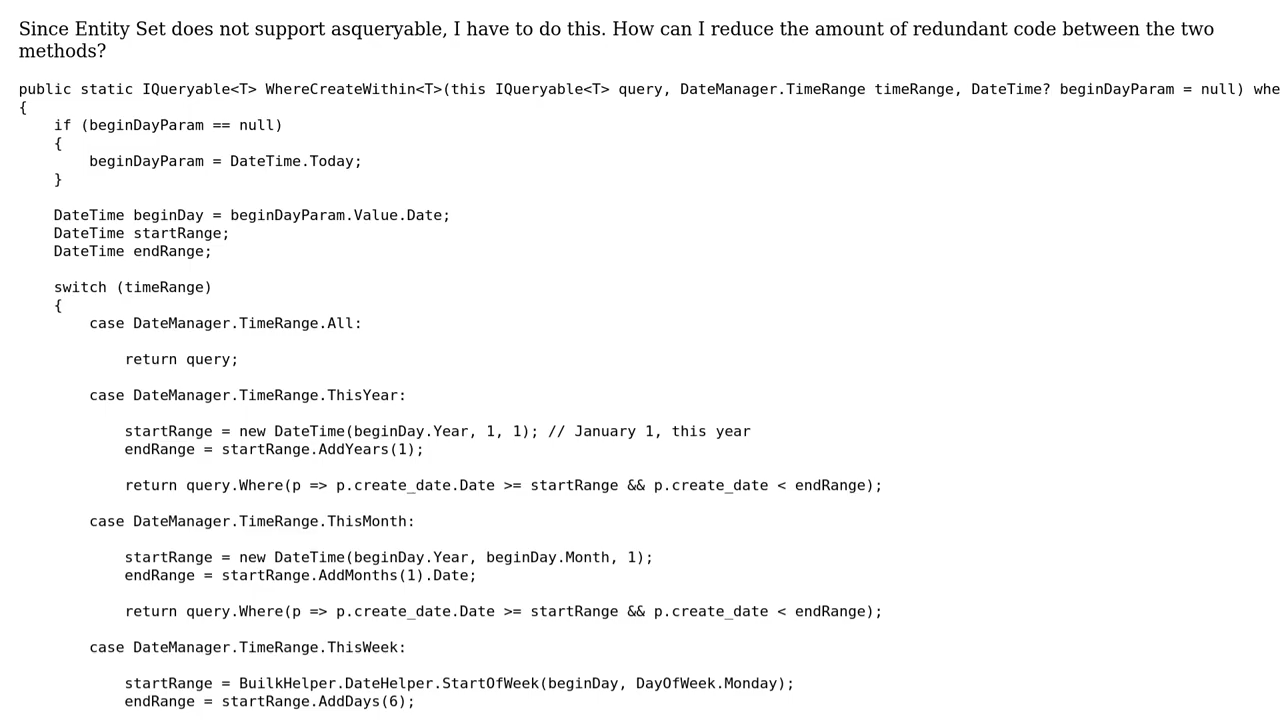 Since Entity Set does not support asqueryable, I have to do this. How can I reduce the amount of redundant code between the two
methods?
public static IQueryable<T> WhereCreateWithin<T>(this IQueryable<T> query, DateManager.TimeRange timeRange, DateTime? beginDayParam = null) whe
{
    if (beginDayParam == null)
    {
        beginDayParam = DateTime.Today;
    }
    DateTime beginDay = beginDayParam.Value.Date;
    DateTime startRange;
    DateTime endRange;
    switch (timeRange)
    {
        case DateManager.TimeRange.All:
            return query;
        case DateManager.TimeRange.ThisYear:
            startRange = new DateTime(beginDay.Year, 1, 1); // January 1, this year
            endRange = startRange.AddYears(1);
            return query.Where(p => p.create_date.Date >= startRange && p.create_date < endRange);
        case DateManager.TimeRange.ThisMonth:
            startRange = new DateTime(beginDay.Year, beginDay.Month, 1);
            endRange = startRange.AddMonths(1).Date;
            return query.Where(p => p.create_date.Date >= startRange && p.create_date < endRange);
        case DateManager.TimeRange.ThisWeek:
            startRange = BuilkHelper.DateHelper.StartOfWeek(beginDay, DayOfWeek.Monday);
            endRange = startRange.AddDays(6);